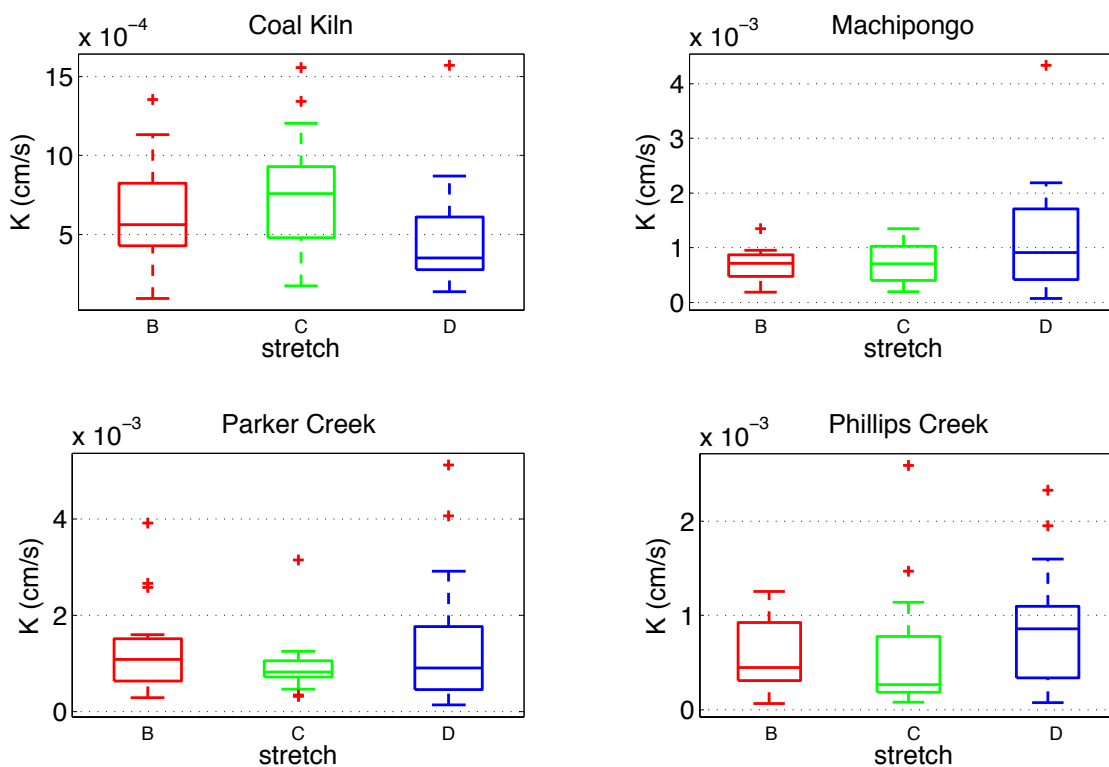 Coal Kiln
x 10⁻⁴
15
10
5
K (cm/s)
B C D
stretch
Machipongo
x 10⁻³
4
3
2
1
0
K (cm/s)
B C D
stretch
Parker Creek
x 10⁻³
4
2
0
K (cm/s)
B C D
stretch
Phillips Creek
x 10⁻³
2
1
0
K (cm/s)
B C D
stretch